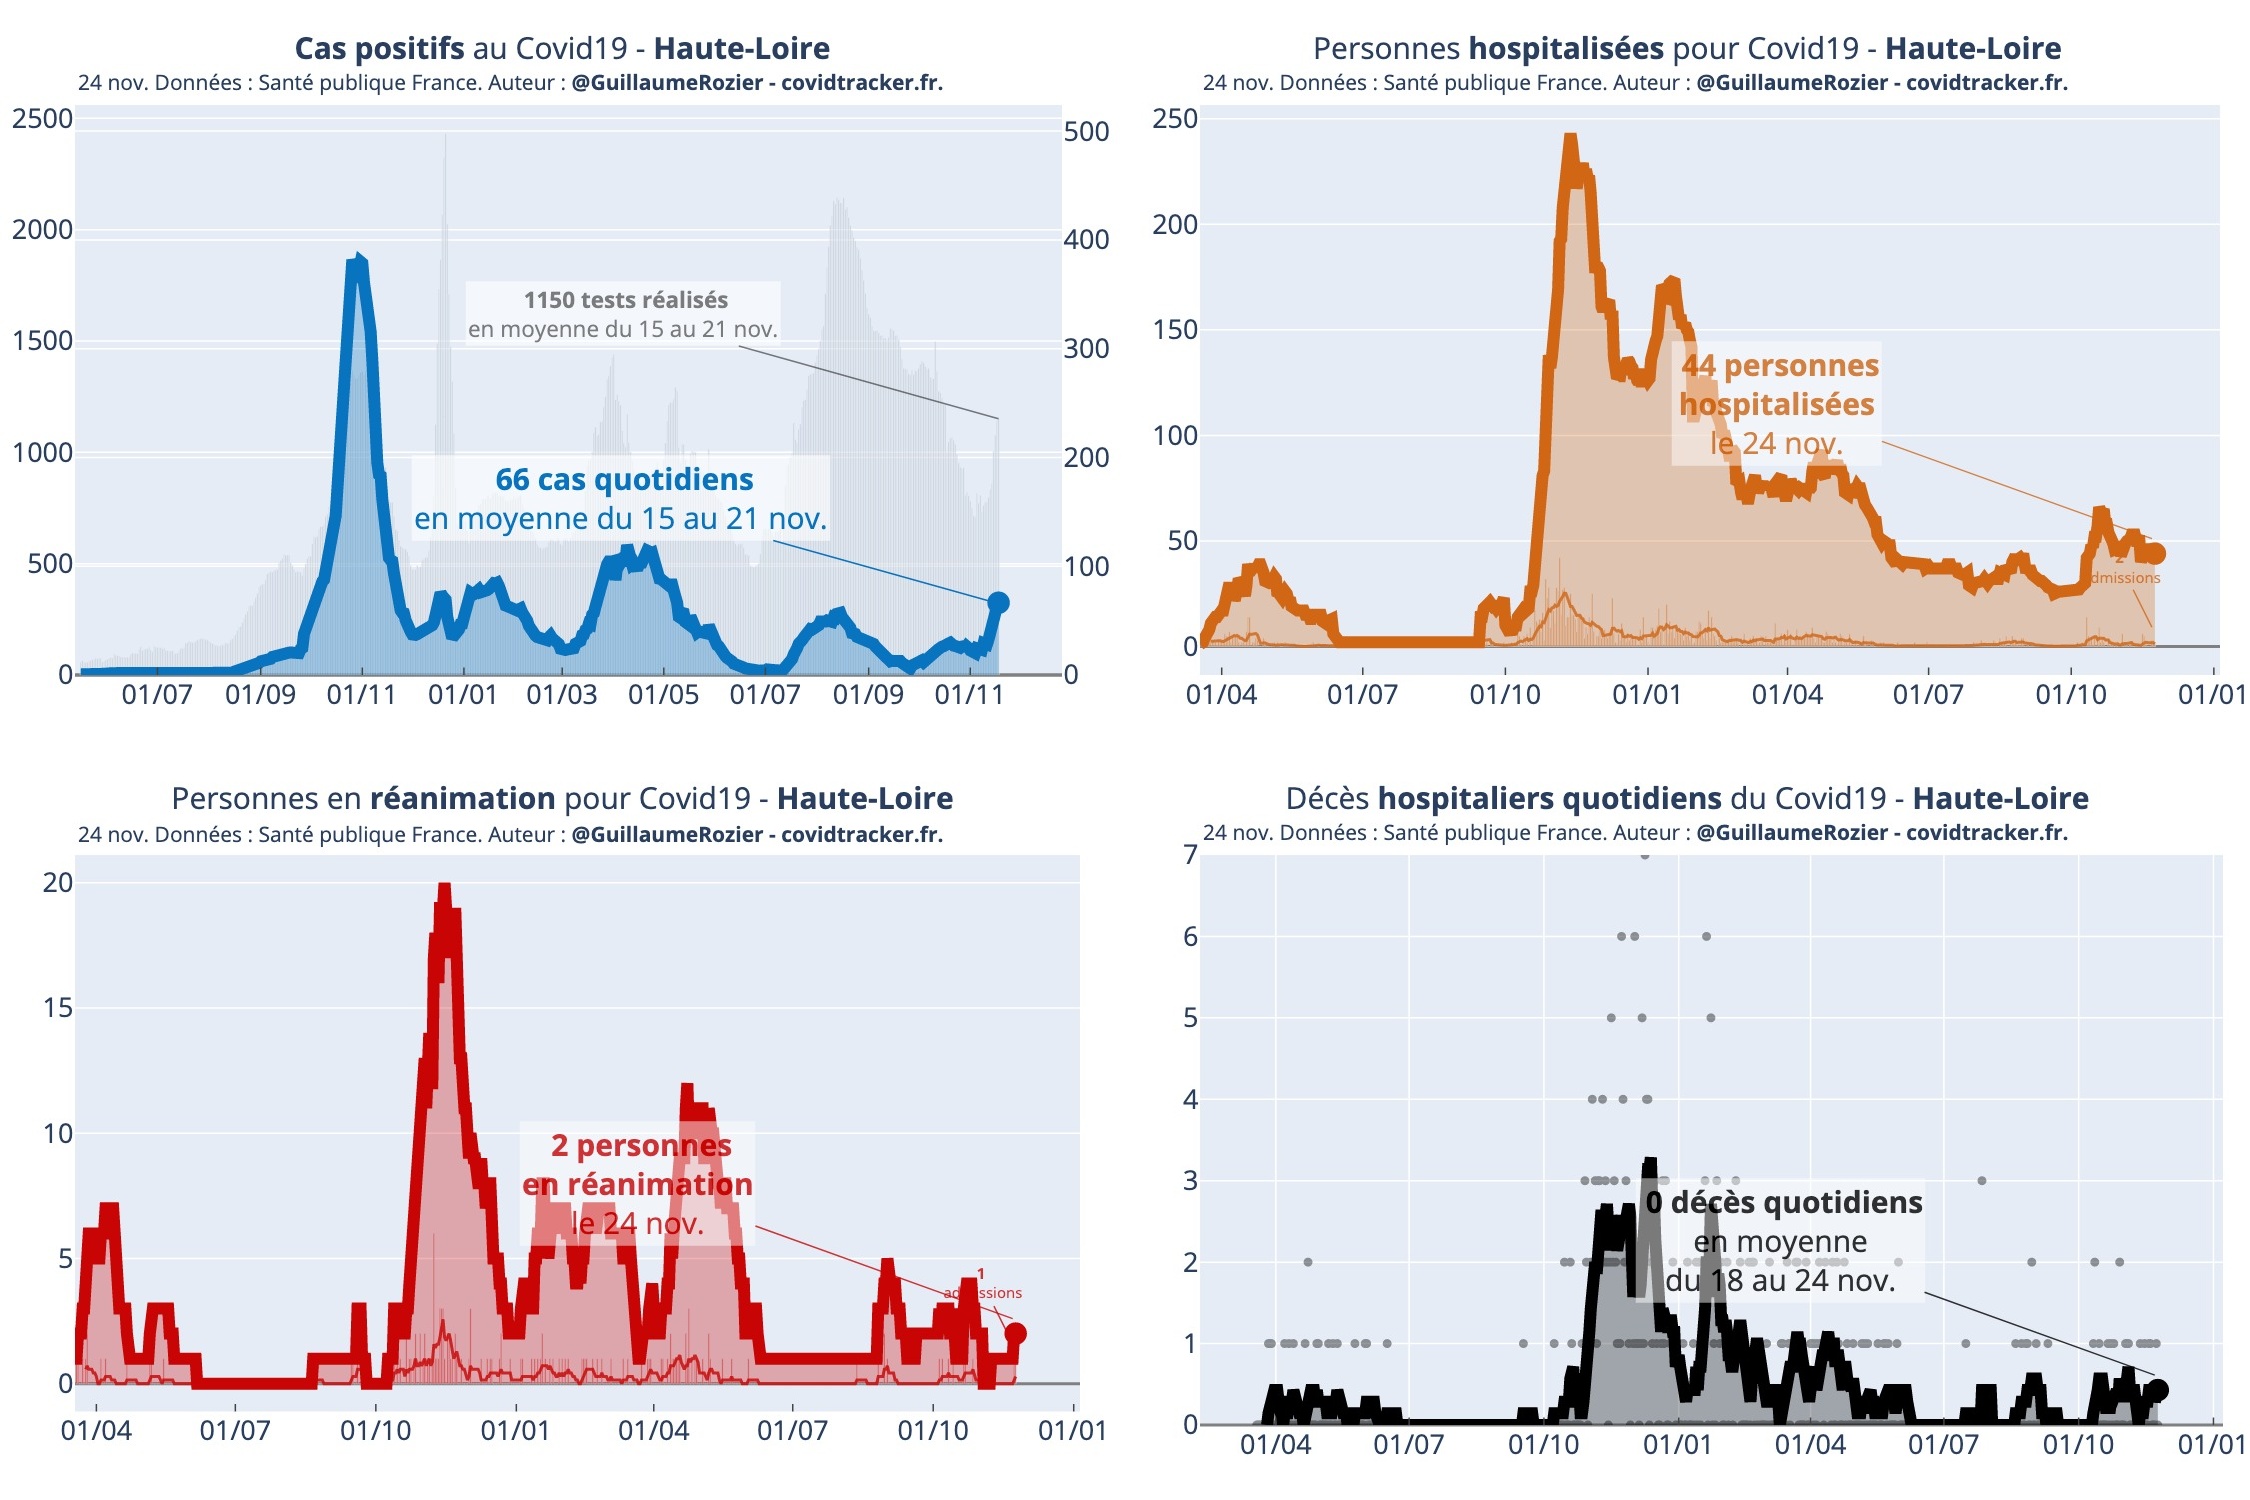 Cas positifs au Covid19 - Haute-Loire
24 nov. Données : Santé publique France. Auteur : @GuillaumeRozier - covidtracker.fr.
2500
2000
1500
1000
500
0
500
400
300
200
100
0
1150 tests réalisés
en moyenne du 15 au 21 nov.
66 cas quotidiens
en moyenne du 15 au 21 nov.
01/07 01/09 01/11 01/01 01/03 01/05 01/07 01/09 01/11
Personnes hospitalisées pour Covid19 - Haute-Loire
24 nov. Données : Santé publique France. Auteur : @GuillaumeRozier - covidtracker.fr.
250
200
150
100
50
0
44 personnes
hospitalisées
le 24 nov.
2
admissions
01/04 01/07 01/10 01/01 01/04 01/07 01/10 01/01
Personnes en réanimation pour Covid19 - Haute-Loire
24 nov. Données : Santé publique France. Auteur : @GuillaumeRozier - covidtracker.fr.
20
15
10
5
0
2 personnes
en réanimation
le 24 nov.
1
admissions
01/04 01/07 01/10 01/01 01/04 01/07 01/10 01/01
Décès hospitaliers quotidiens du Covid19 - Haute-Loire
24 nov. Données : Santé publique France. Auteur : @GuillaumeRozier - covidtracker.fr.
7
6
5
4
3
2
1
0
0 décès quotidiens
en moyenne
du 18 au 24 nov.
01/04 01/07 01/10 01/01 01/04 01/07 01/10 01/01